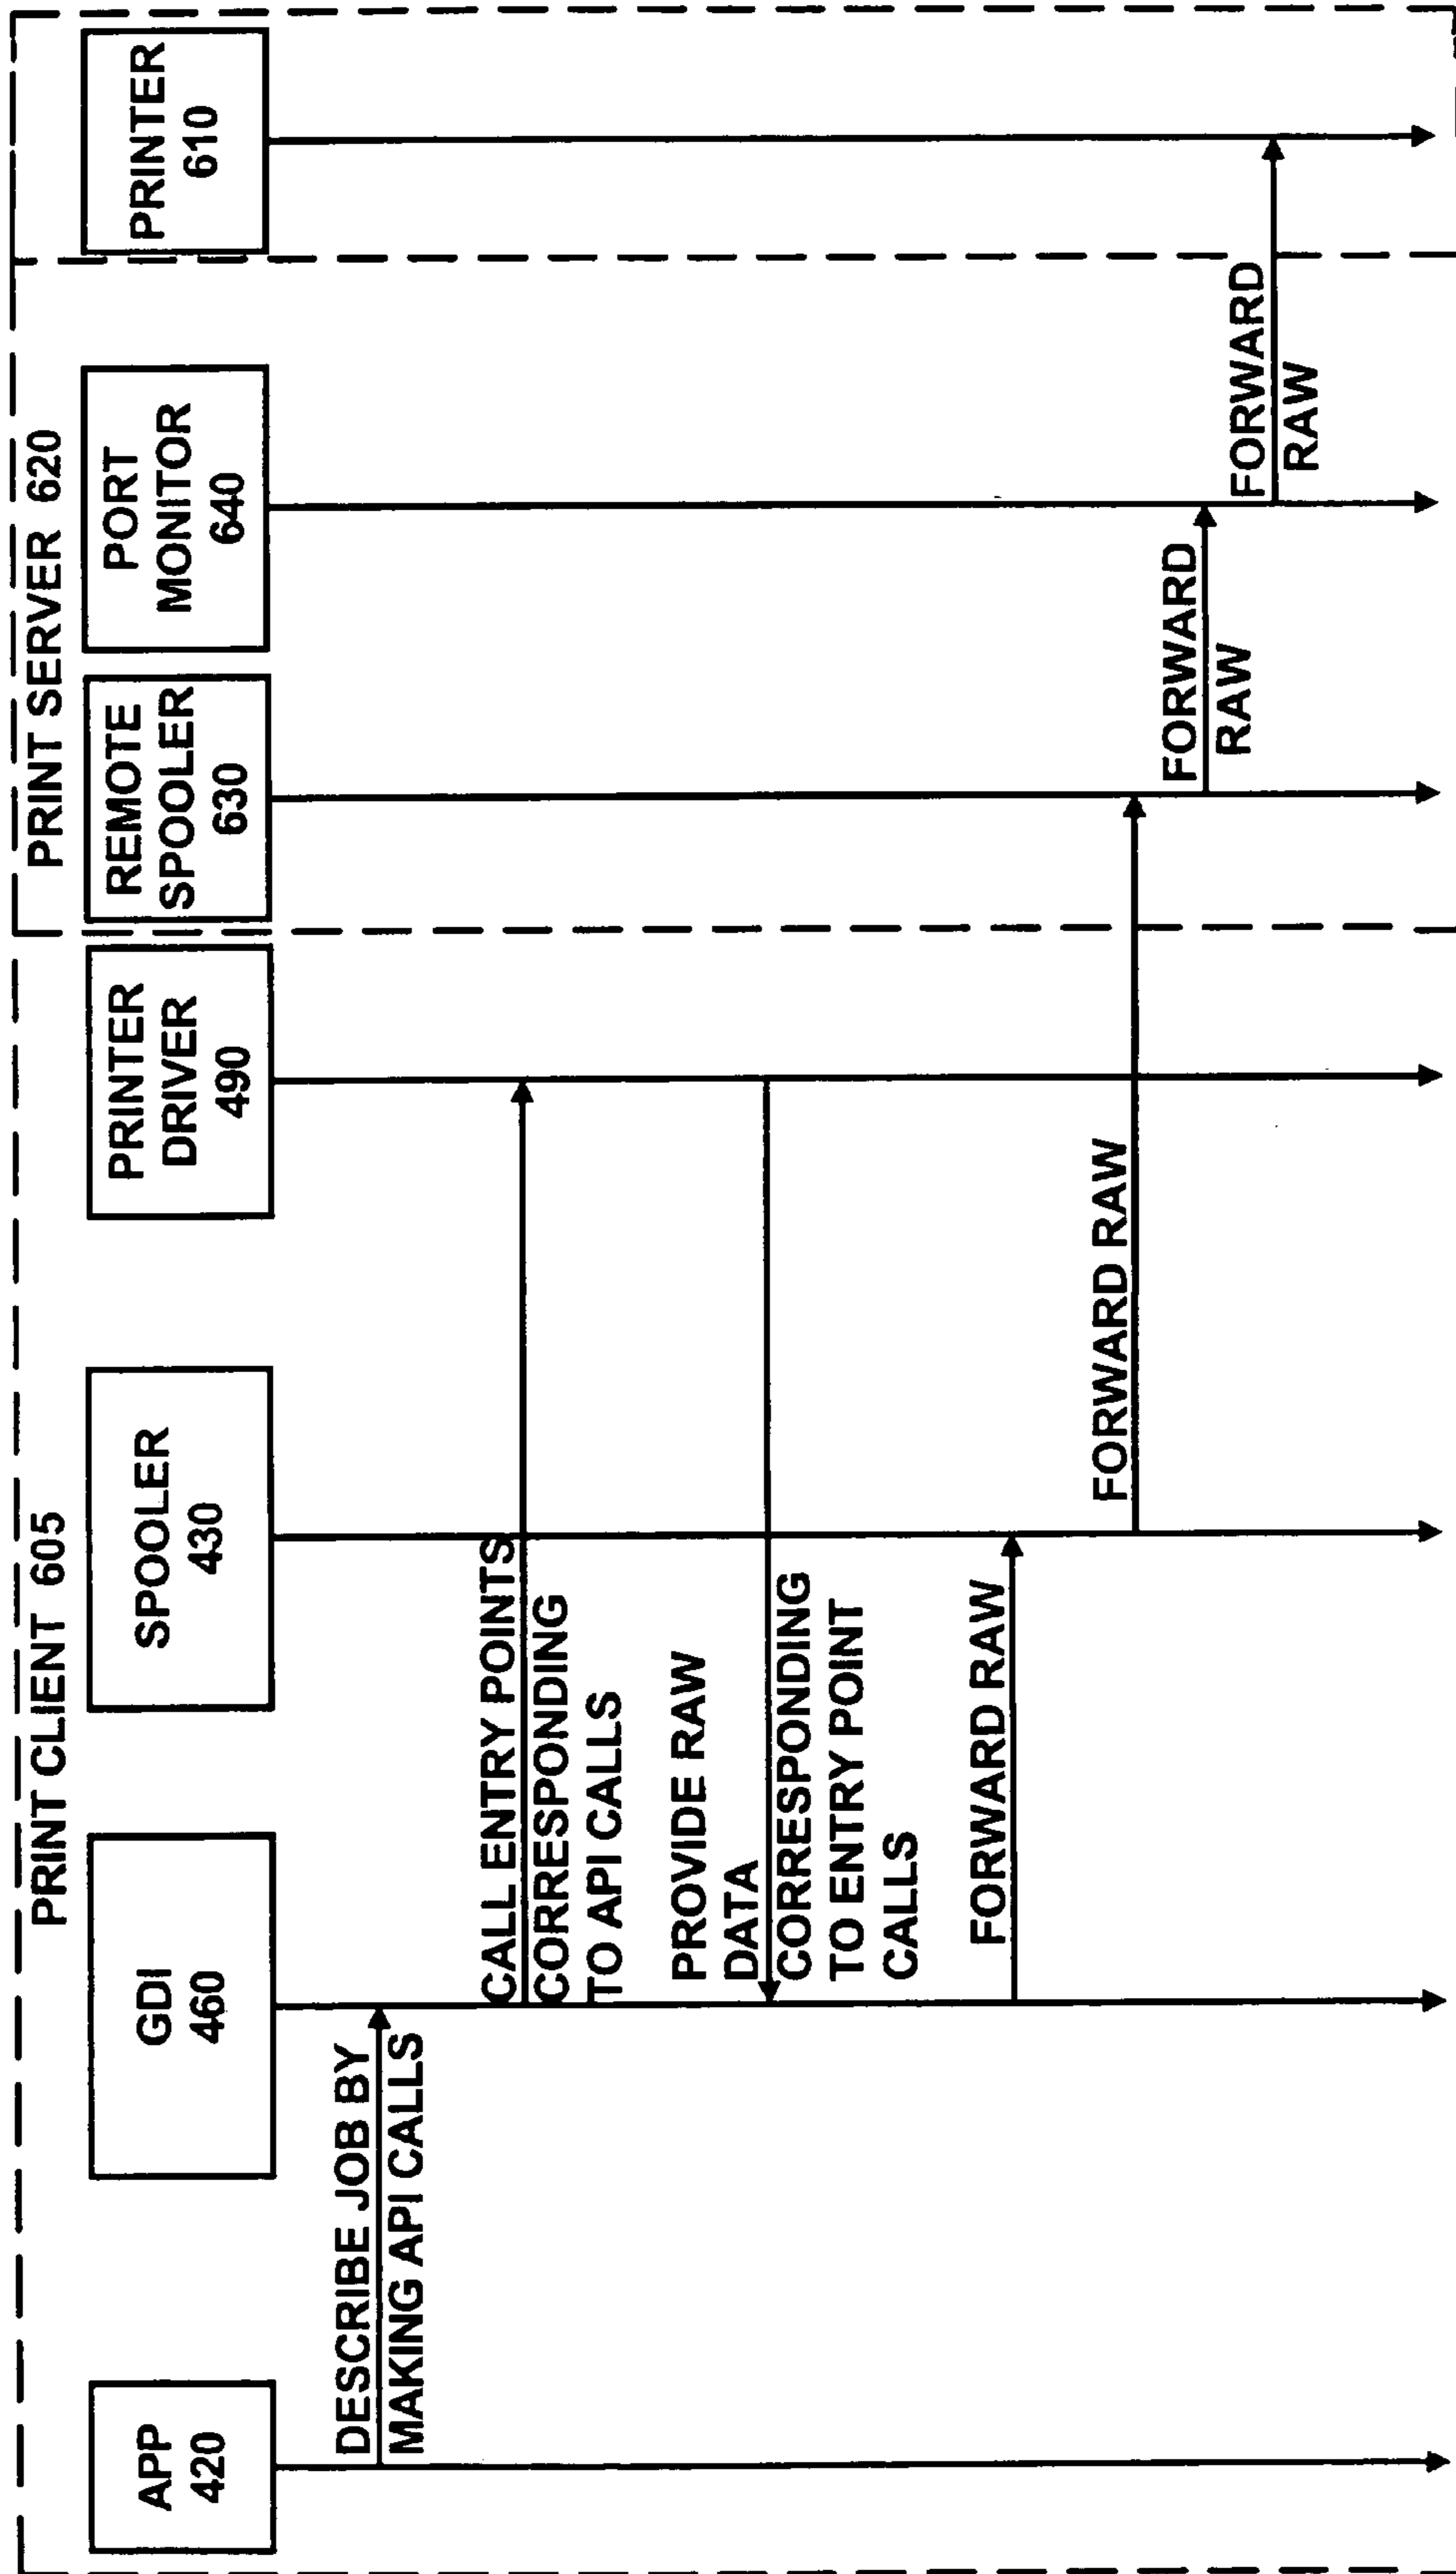 PRINT CLIENT 605
PRINT SERVER 620
APP
420
GDI
460
SPOOLER
430
PRINTER
DRIVER
490
REMOTE
SPOOLER
630
PORT
MONITOR
640
PRINTER
610
DESCRIBE JOB BY
MAKING API CALLS
CALL ENTRY POINTS
CORRESPONDING
TO API CALLS
PROVIDE RAW
DATA
CORRESPONDING
TO ENTRY POINT
CALLS
FORWARD RAW
FORWARD RAW
FORWARD
RAW
FORWARD
RAW